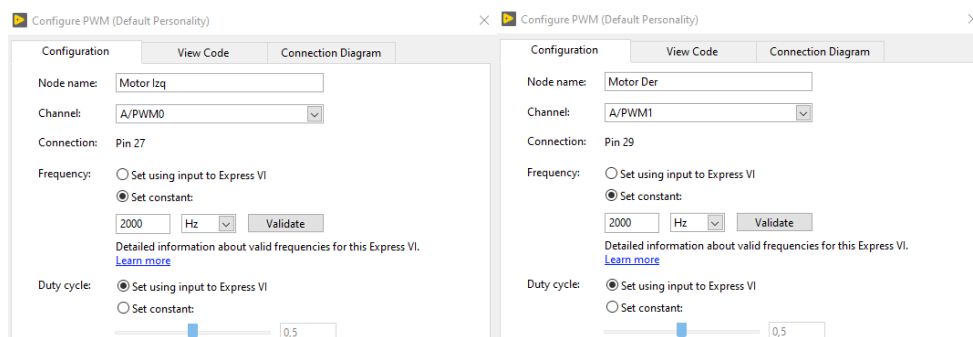 Configure PWM (Default Personality)
Configuration View Code Connection Diagram
Node name: Motor Izq
Channel: A/PWM0
Connection: Pin 27
Frequency: Set using input to Express VI
Set constant:
2000 Hz Validate
Detailed information about valid frequencies for this Express VI.
Learn more
Duty cycle: Set using input to Express VI
Set constant:
0,5
Configure PWM (Default Personality)
Configuration View Code Connection Diagram
Node name: Motor Der
Channel: A/PWM1
Connection: Pin 29
Frequency: Set using input to Express VI
Set constant:
2000 Hz Validate
Detailed information about valid frequencies for this Express VI.
Learn more
Duty cycle: Set using input to Express VI
Set constant:
0,5